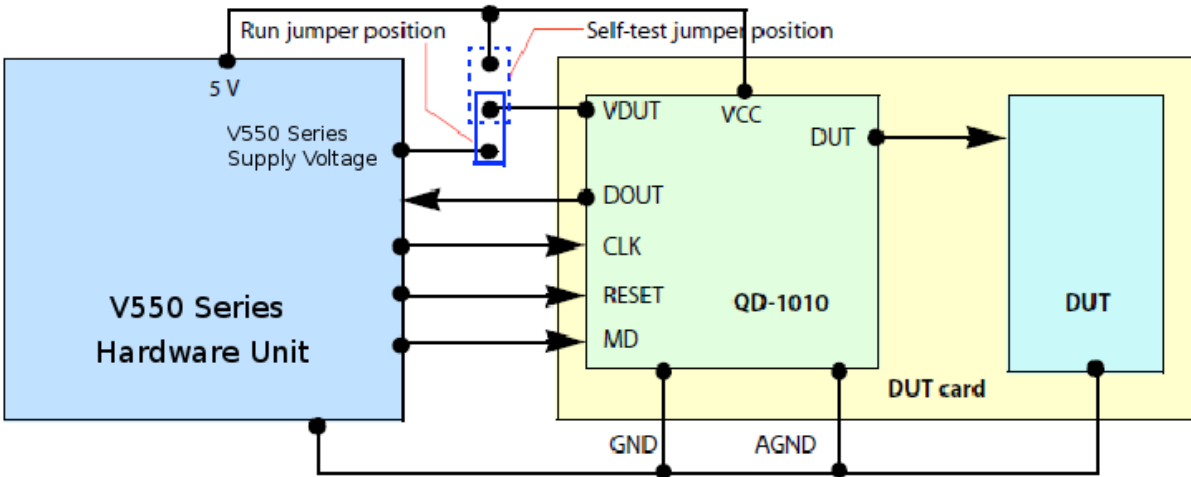 Run jumper position
Self-test jumper position
5 V
V550 Series
Supply Voltage
VDUT
VCC
DUT
DOUT
CLK
RESET
MD
QD-1010
V550 Series
Hardware Unit
DUT
DUT card
GND
AGND